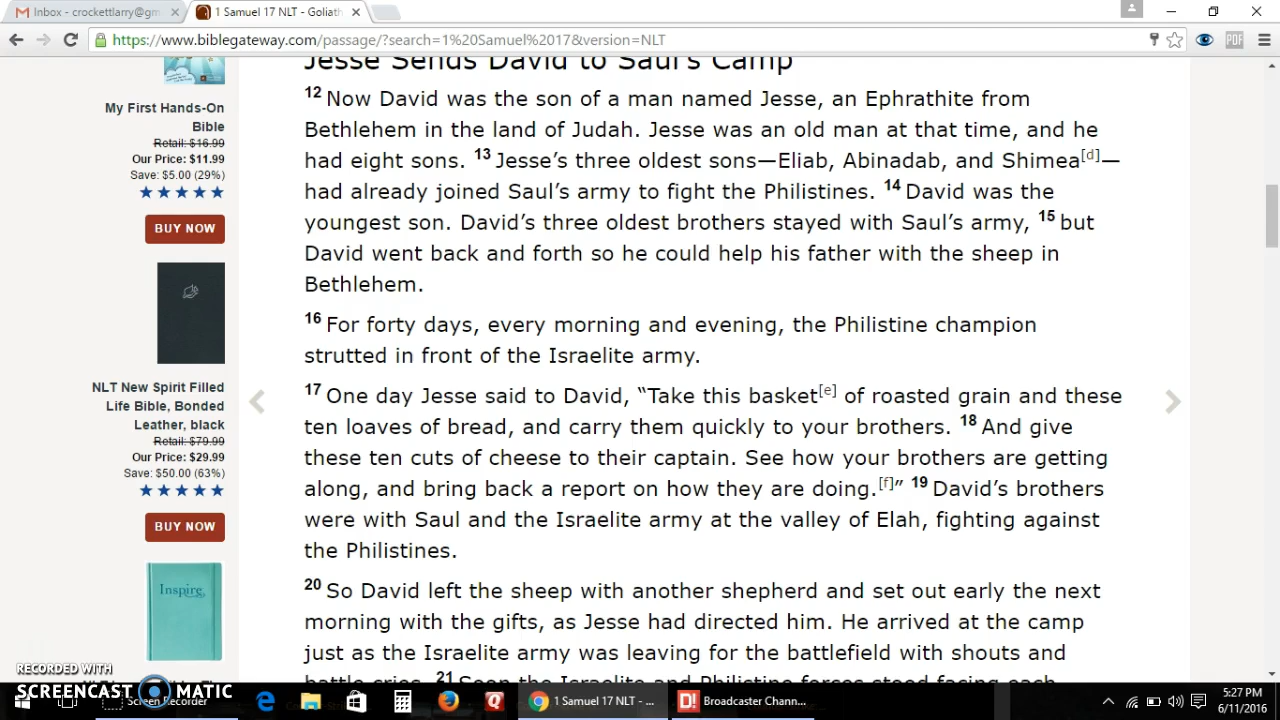 Inbox - crockettlarry@gm
1 Samuel 17 NLT - Goliath
https://www.biblegateway.com/passage/?search=1%20Samuel%2017&version=NLT
PDF
Jesse Sends David to Saul's Camp
My First Hands-On
Bible
Retail: $16.99
Our Price: $11.99
Save: $5.00 (29%)
BUY NOW
NLT New Spirit Filled
Life Bible, Bonded
Leather, black
Retail: $79.99
Our Price: $29.99
Save: $50.00 (63%)
BUY NOW
Inspire
12 Now David was the son of a man named Jesse, an Ephrathite from
Bethlehem in the land of Judah. Jesse was an old man at that time, and he
had eight sons. 13 Jesse's three oldest sons—Eliab, Abinadab, and Shimea[d]—
had already joined Saul's army to fight the Philistines. 14 David was the
youngest son. David's three oldest brothers stayed with Saul's army, 15 but
David went back and forth so he could help his father with the sheep in
Bethlehem.
16 For forty days, every morning and evening, the Philistine champion
strutted in front of the Israelite army.
17 One day Jesse said to David, “Take this basket[e] of roasted grain and these
ten loaves of bread, and carry them quickly to your brothers. 18 And give
these ten cuts of cheese to their captain. See how your brothers are getting
along, and bring back a report on how they are doing.[f]” 19 David's brothers
were with Saul and the Israelite army at the valley of Elah, fighting against
the Philistines.
20 So David left the sheep with another shepherd and set out early the next
morning with the gifts, as Jesse had directed him. He arrived at the camp
just as the Israelite army was leaving for the battlefield with shouts and
battle cries. 21 Soon the Israelite and Philistine forces stood facing each
RECORDED WITH
SCREENCAST MATIC
Screen Recorder
1 Samuel 17 NLT - ...
D!
Broadcaster Chann...
5:27 PM
6/11/2016